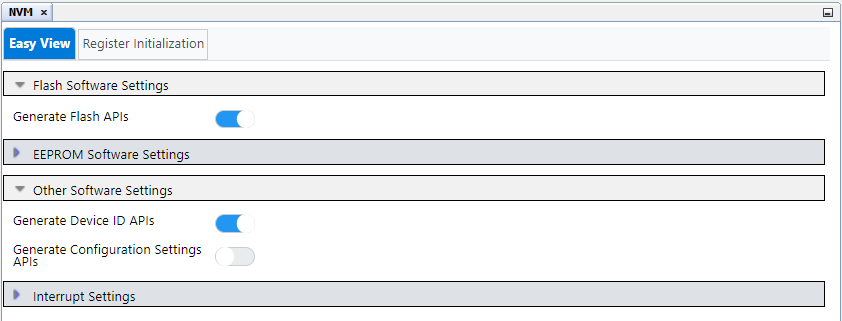 NVM
Easy View
Register Initialization
Flash Software Settings
Generate Flash APIs
EEPROM Software Settings
Other Software Settings
Generate Device ID APIs
Generate Configuration Settings
APIs
Interrupt Settings